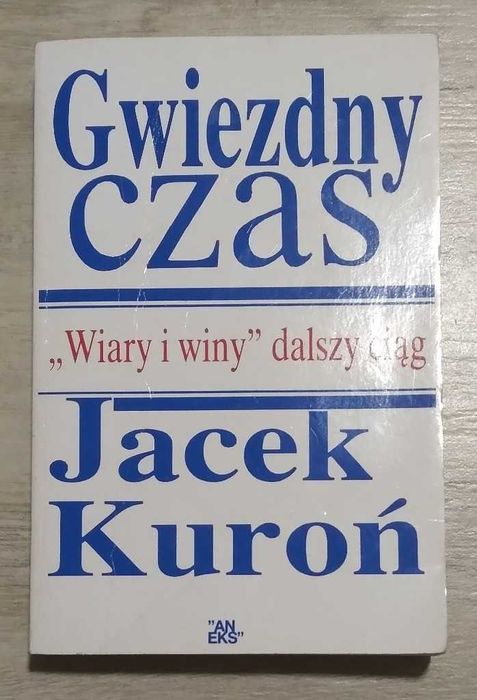 Gwiezdny
czas
„Wiary i winy” dalszy ciąg
Jacek
Kuroń
"AN
EKS"